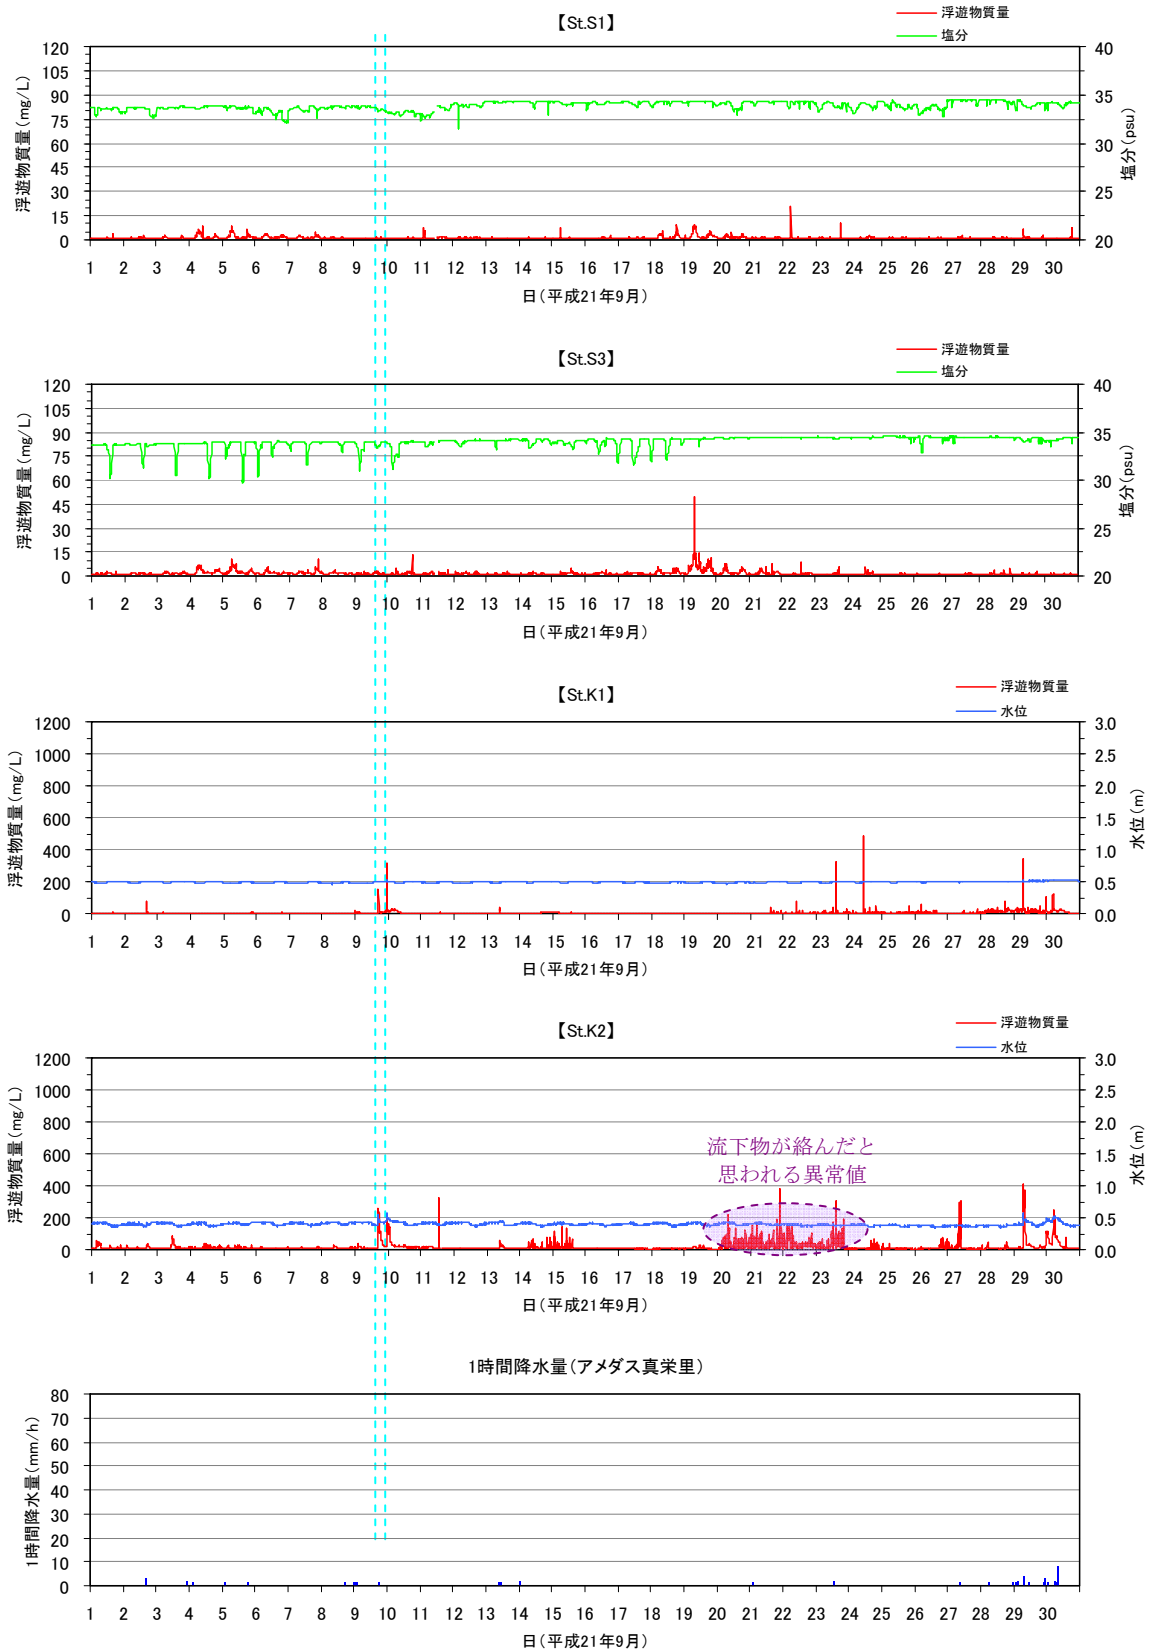 【St.S1】
浮遊物質量
塩分
120
105
90
75
60
45
30
15
0
浮遊物質量(mg/L)
40
35
30
25
20
塩分(psu)
1 2 3 4 5 6 7 8 9 10 11 12 13 14 15 16 17 18 19 20 21 22 23 24 25 26 27 28 29 30
日(平成21年9月)
【St.S3】
浮遊物質量
塩分
120
105
90
75
60
45
30
15
0
浮遊物質量(mg/L)
40
35
30
25
20
塩分(psu)
1 2 3 4 5 6 7 8 9 10 11 12 13 14 15 16 17 18 19 20 21 22 23 24 25 26 27 28 29 30
日(平成21年9月)
【St.K1】
浮遊物質量
水位
1200
1000
800
600
400
200
0
浮遊物質量(mg/L)
3.0
2.5
2.0
1.5
1.0
0.5
0.0
水位(m)
1 2 3 4 5 6 7 8 9 10 11 12 13 14 15 16 17 18 19 20 21 22 23 24 25 26 27 28 29 30
日(平成21年9月)
【St.K2】
浮遊物質量
水位
1200
1000
800
600
400
200
0
浮遊物質量(mg/L)
3.0
2.5
2.0
1.5
1.0
0.5
0.0
水位(m)
流下物が絡んだと
思われる異常値
1 2 3 4 5 6 7 8 9 10 11 12 13 14 15 16 17 18 19 20 21 22 23 24 25 26 27 28 29 30
日(平成21年9月)
1時間降水量(アメダス真栄里)
80
70
60
50
40
30
20
10
0
1時間降水量(mm/h)
1 2 3 4 5 6 7 8 9 10 11 12 13 14 15 16 17 18 19 20 21 22 23 24 25 26 27 28 29 30
日(平成21年9月)